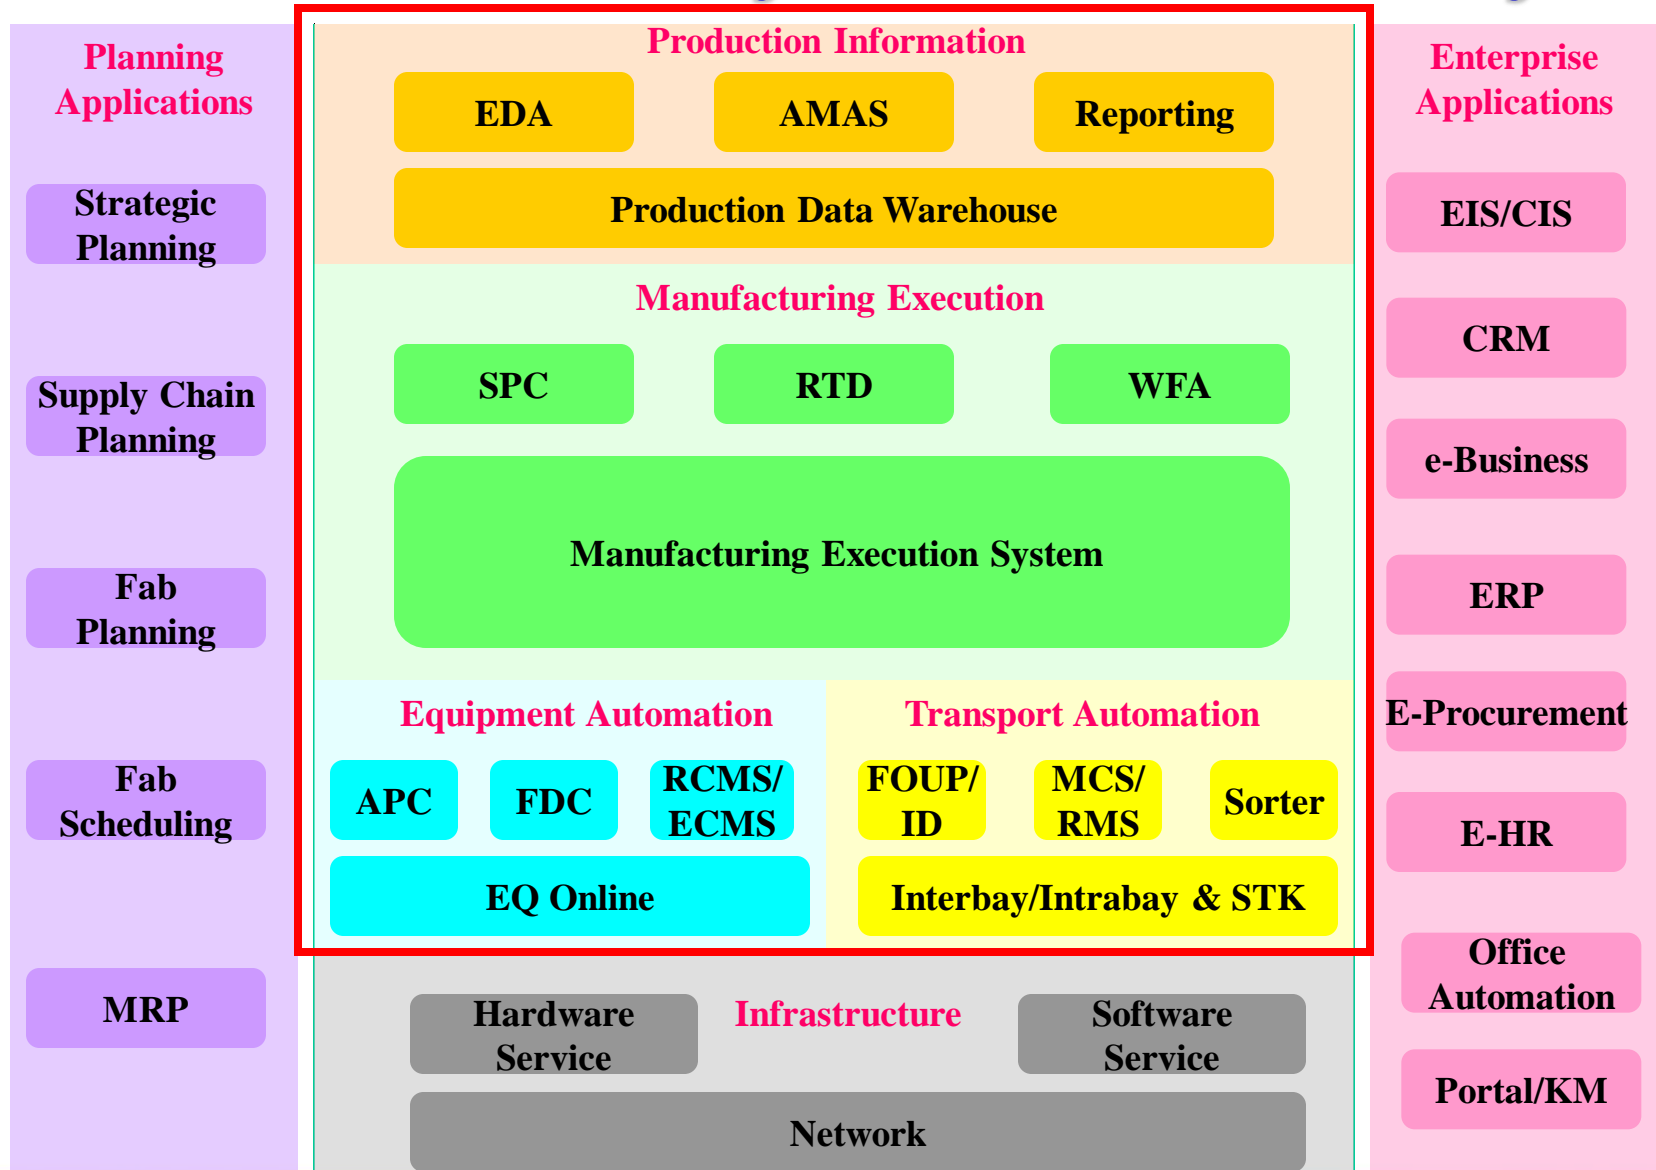 Planning
Applications
Strategic
Planning
Supply Chain
Planning
Fab
Planning
Fab
Scheduling
MRP
Production Information
EDA
AMAS
Reporting
Production Data Warehouse
Manufacturing Execution
SPC
RTD
WFA
Manufacturing Execution System
Equipment Automation
APC
FDC
RCMS/
ECMS
EQ Online
Transport Automation
FOUP/
ID
MCS/
RMS
Sorter
Interbay/Intrabay & STK
Infrastructure
Hardware
Service
Software
Service
Network
Enterprise
Applications
EIS/CIS
CRM
e-Business
ERP
E-Procurement
E-HR
Office
Automation
Portal/KM